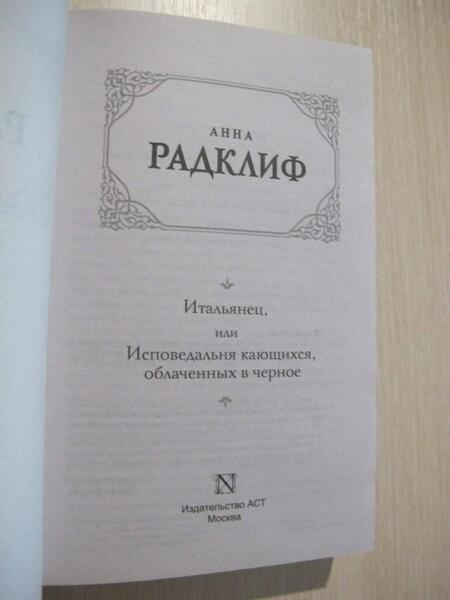 АННА
РАДКЛИФ
Итальянец,
или
Исповедальня кающихся,
облаченных в черное
N
Издательство АСТ
Москва